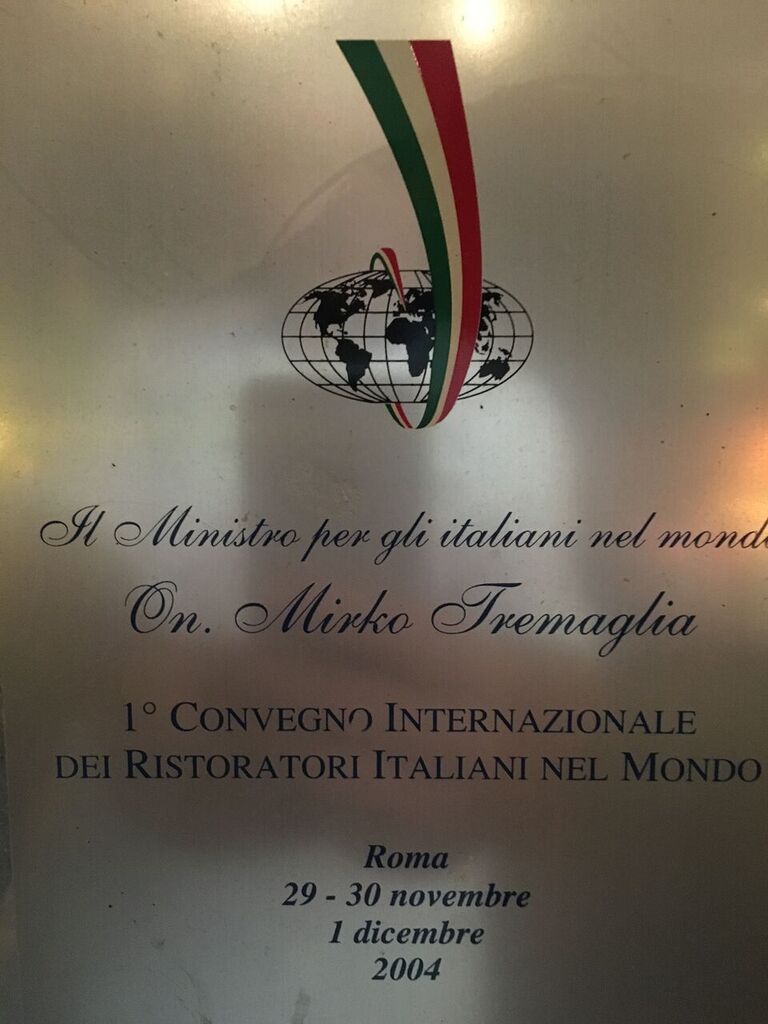 Il Ministro per gli italiani nel mondo
On. Mirko Tremaglia
1° CONVEGNO INTERNAZIONALE
DEI RISTORATORI ITALIANI NEL MONDO
Roma
29 - 30 novembre
1 dicembre
2004